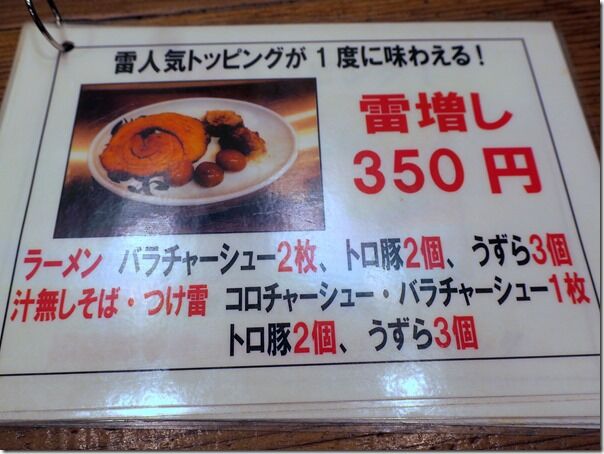 雷人気トッピングが1度に味わえる!
雷増し
350円
ラーメン バラチャーシュー2枚、トロ豚2個、うずら3個
汁無しそば・つけ雷 コロチャーシュー・バラチャーシュー1枚
トロ豚2個、うずら3個